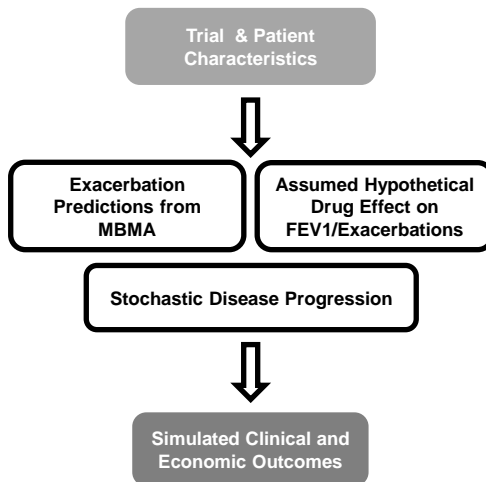 Trial & Patient
Characteristics
Exacerbation
Predictions from
MBMA
Assumed Hypothetical
Drug Effect on
FEV1/Exacerbations
Stochastic Disease Progression
Simulated Clinical and
Economic Outcomes